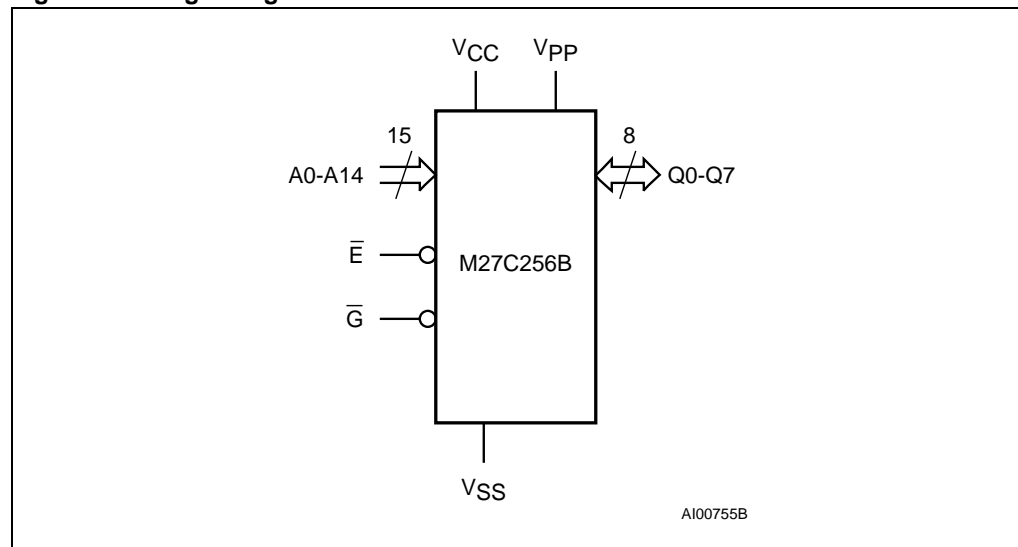 VCC VPP
15 8
A0-A14 Q0-Q7
E̅
M27C256B
G̅
VSS
AI00755B